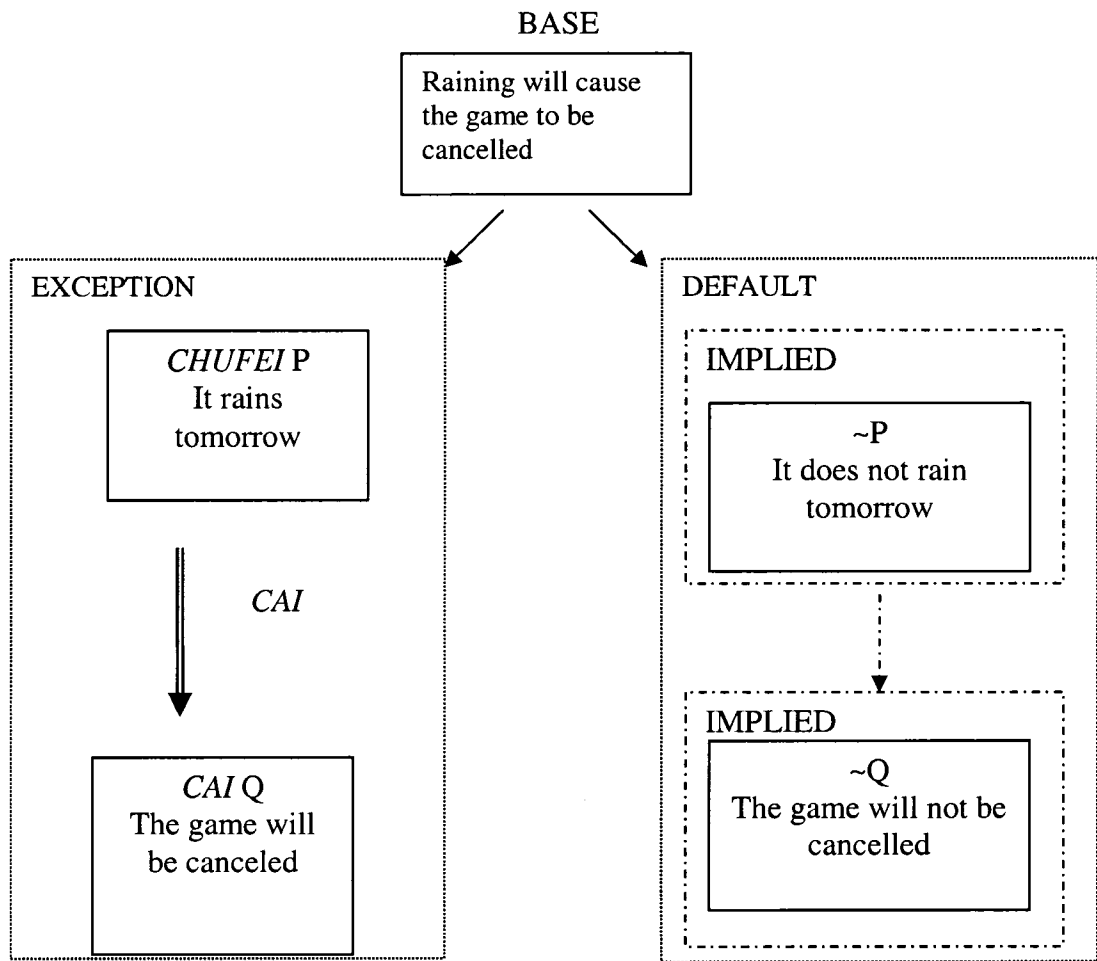 BASE
Raining will cause
the game to be
cancelled
EXCEPTION
CHUFEI P
It rains
tomorrow
CAI
CAI Q
The game will
be canceled
DEFAULT
IMPLIED
~P
It does not rain
tomorrow
IMPLIED
~Q
The game will not be
cancelled